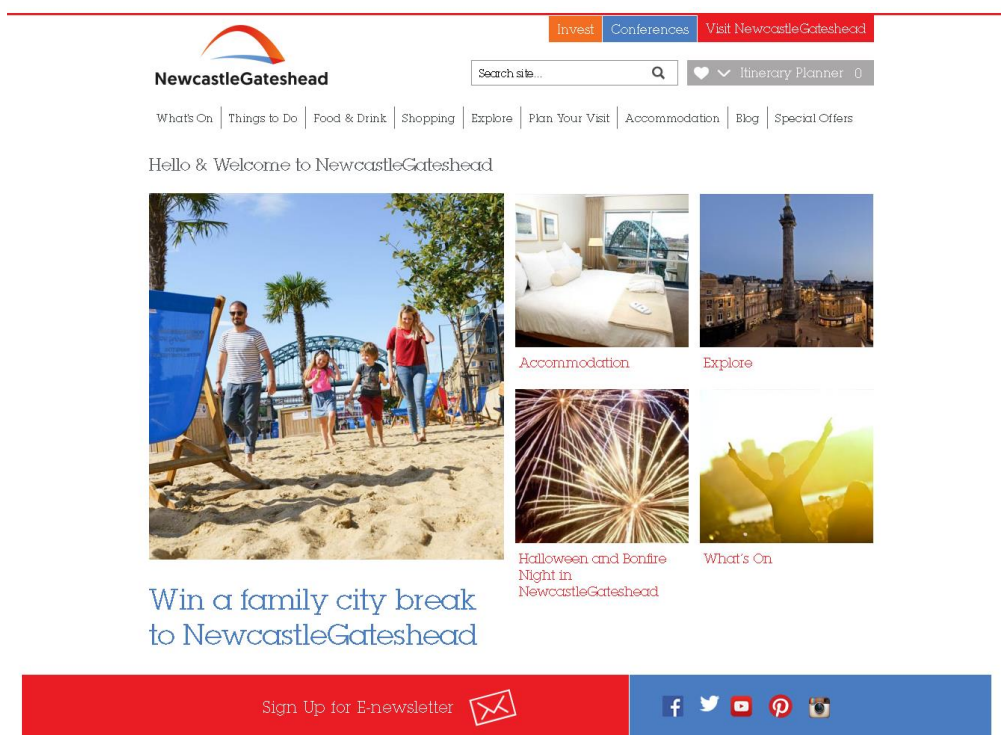 Invest
Conferences
Visit NewcastleGateshead
NewcastleGateshead
Search site...
Itinerary Planner 0
What's On
Things to Do
Food & Drink
Shopping
Explore
Plan Your Visit
Accommodation
Blog
Special Offers
Hello & Welcome to NewcastleGateshead
Accommodation
Explore
Halloween and Bonfire
Night in
NewcastleGateshead
What's On
Win a family city break
to NewcastleGateshead
Sign Up for E-newsletter